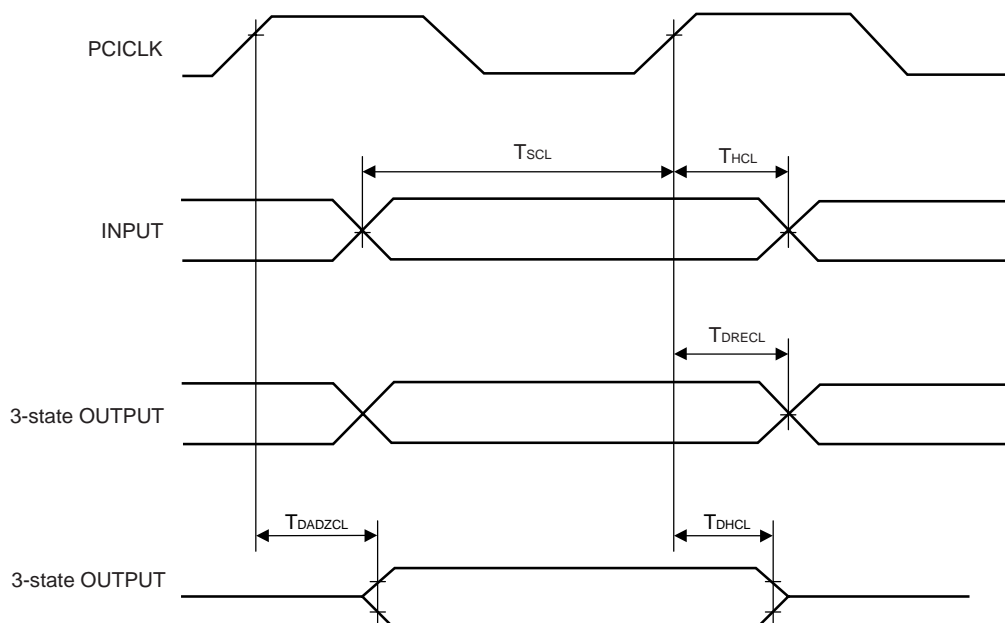 PCICLK
TSCL
THCL
INPUT
TDRECL
3-state OUTPUT
TDADZCL
TDHCL
3-state OUTPUT